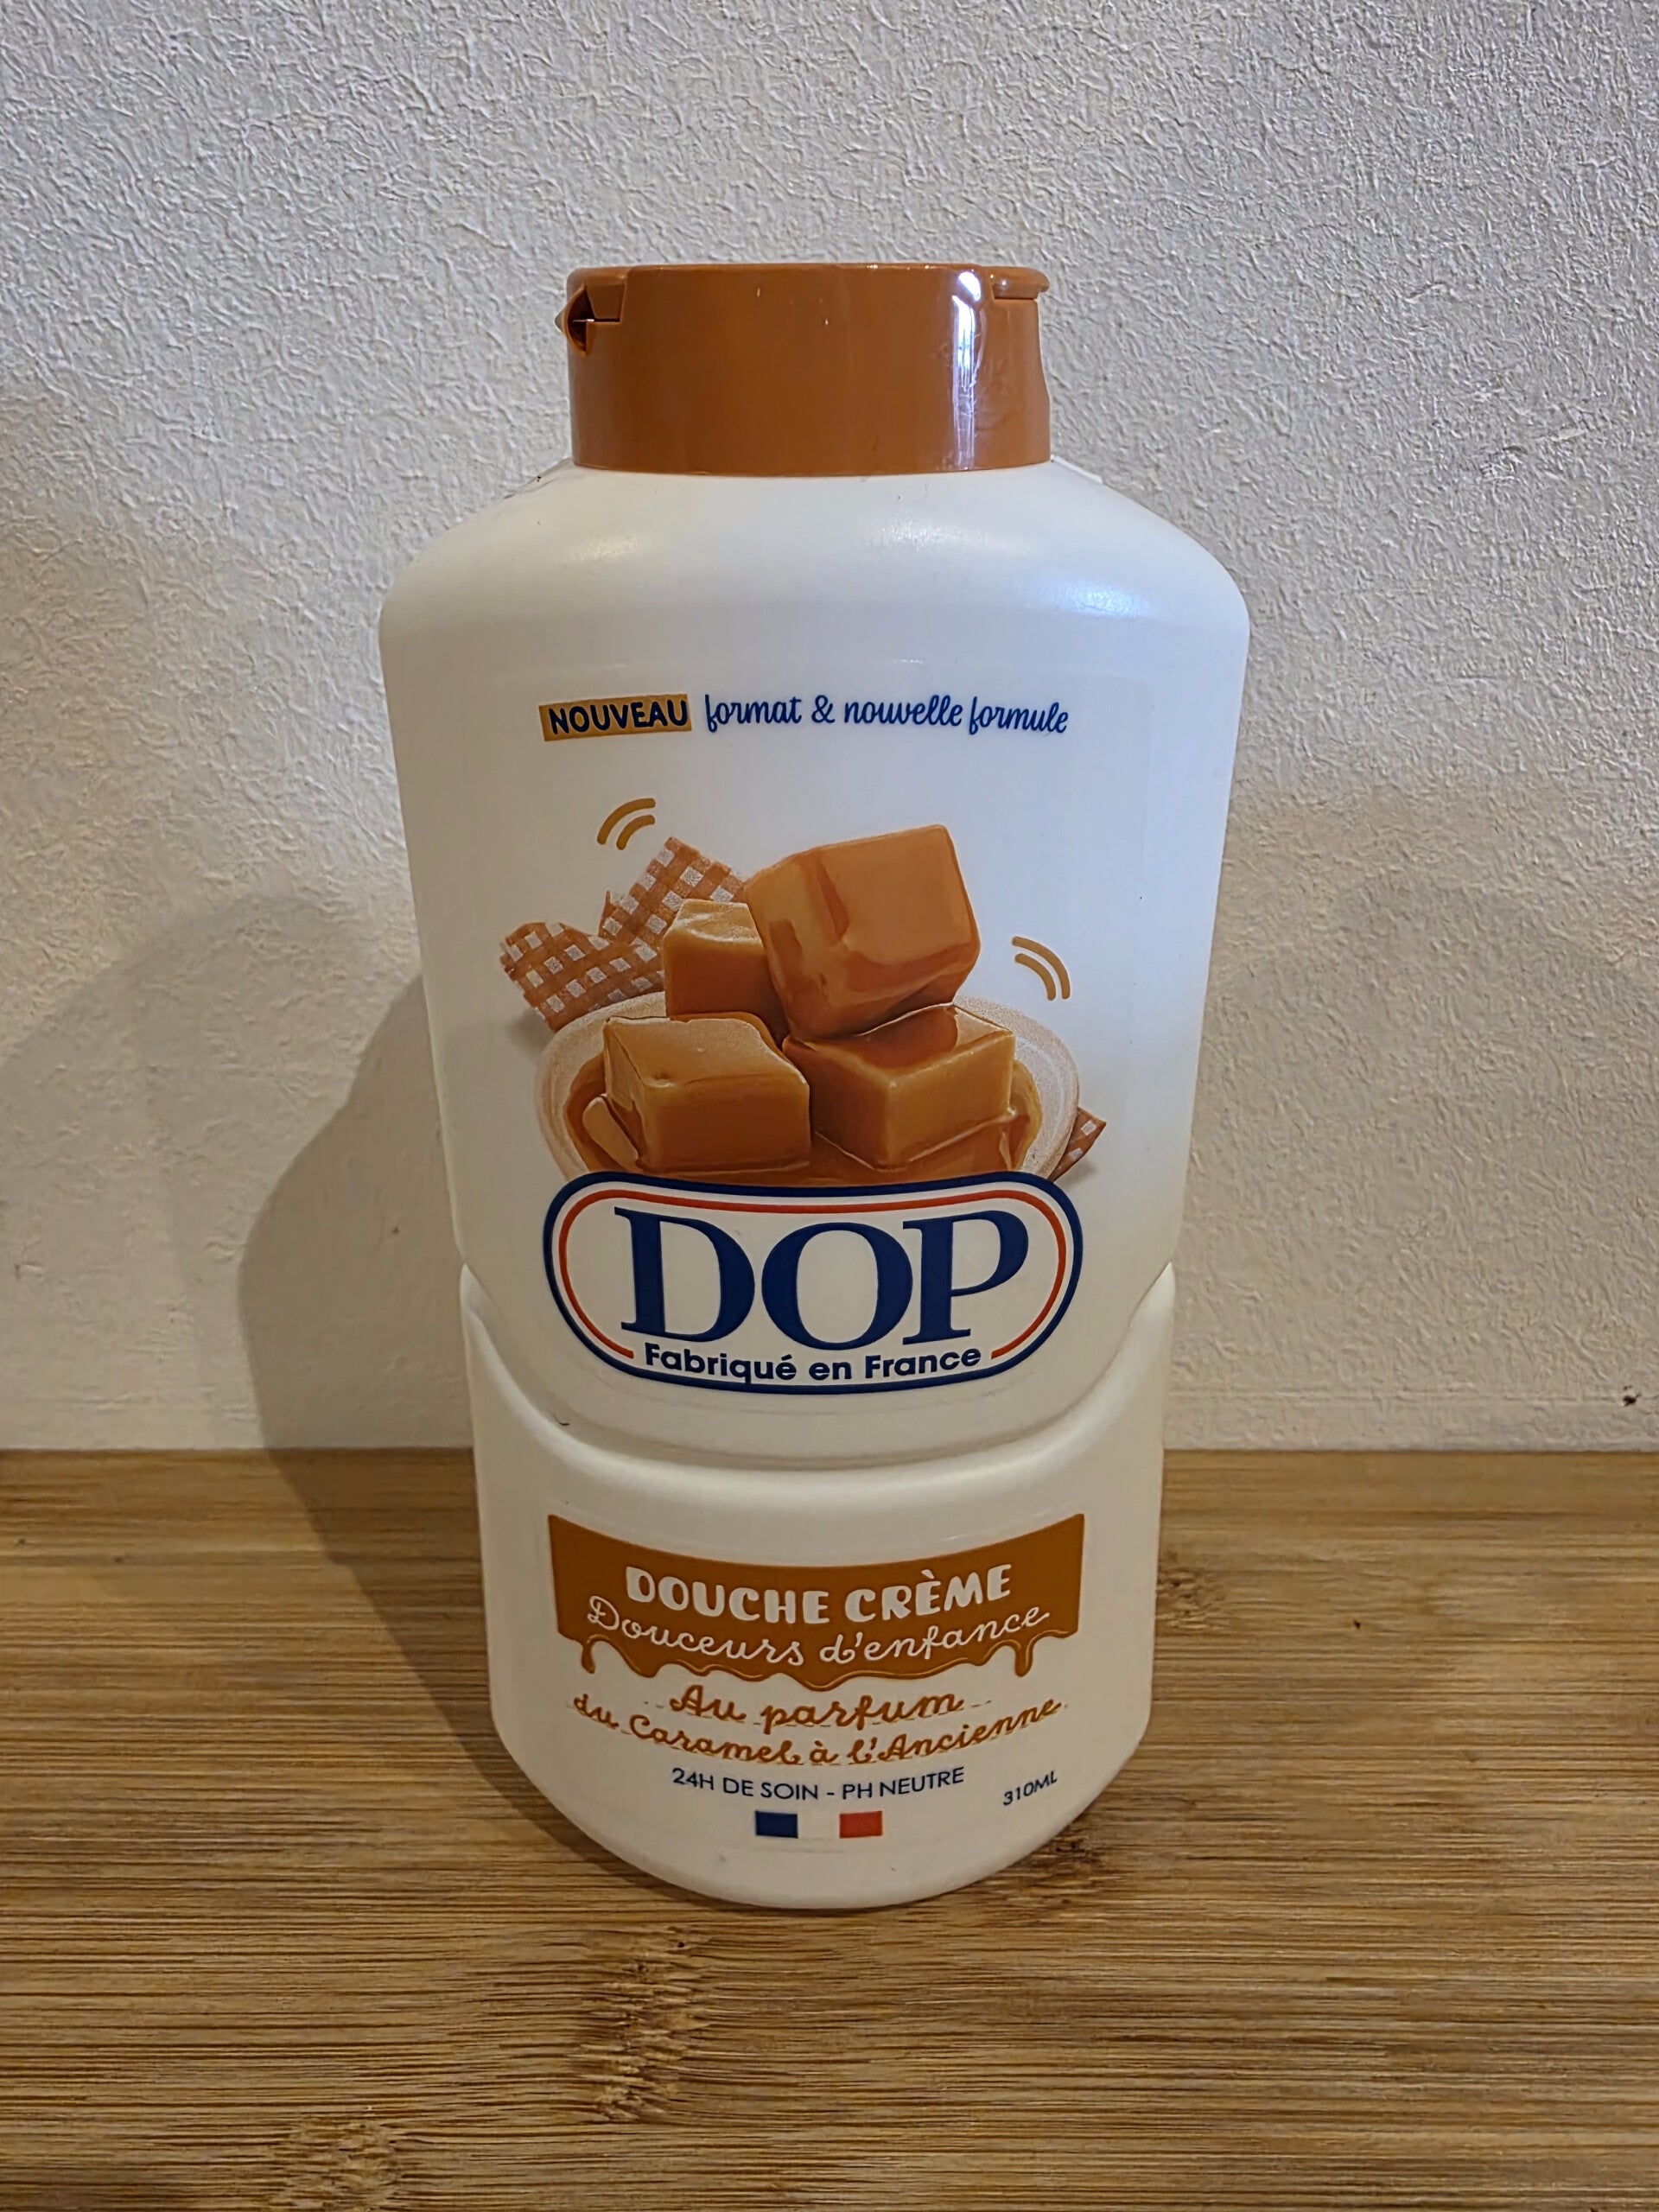 NOUVEAU format & nouvelle formule
DOP
Fabriqué en France
DOUCHE CRÈME
Douceurs d'enfance
Au parfum
du Caramel à l'Ancienne
24H DE SOIN - PH NEUTRE
310ML